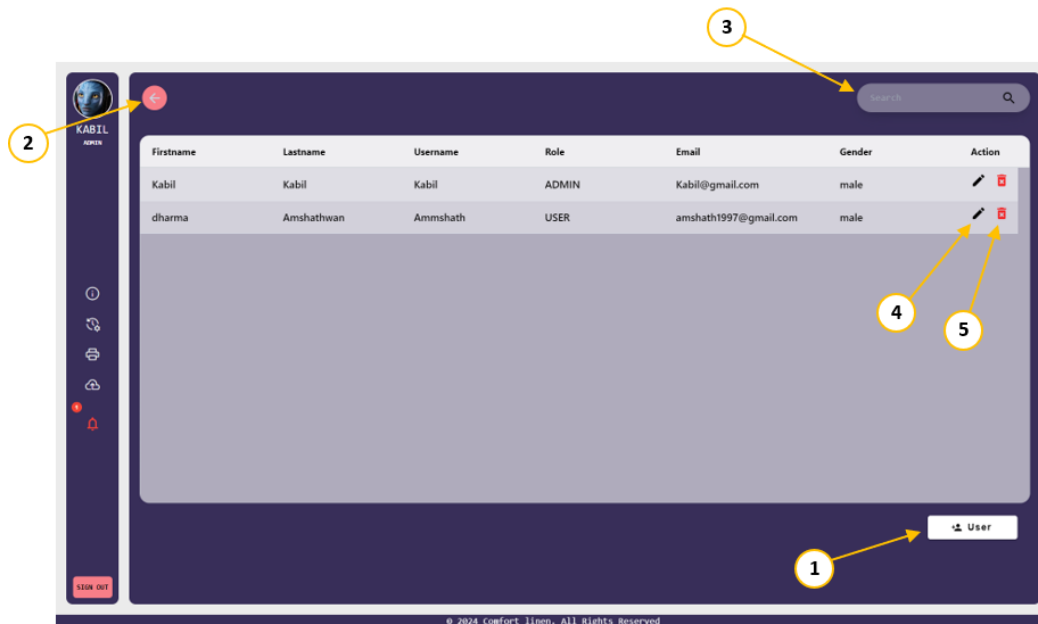 3
Search
2
KABIL
ADMIN
Firstname Lastname Username Role Email Gender Action
Kabil Kabil Kabil ADMIN Kabil@gmail.com male
dharma Amshathwan Ammshath USER amshath1997@gmail.com male
4
5
1
User
1
SIGN OUT
© 2024 Comfort linen. All Rights Reserved